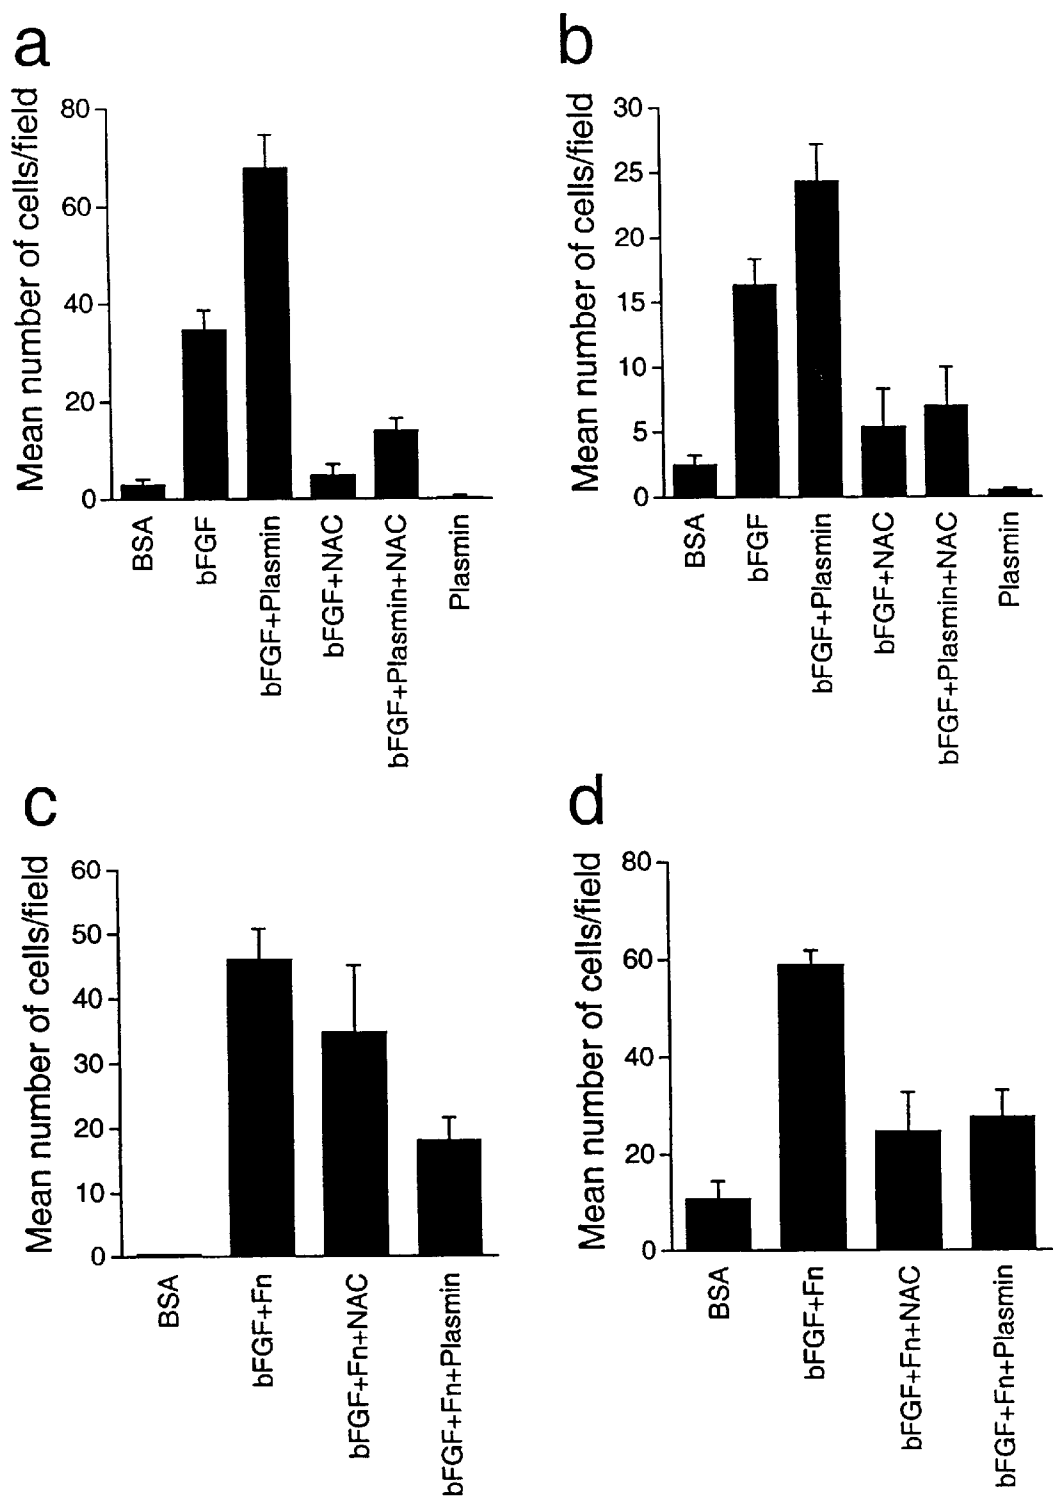 a
Mean number of cells/field
80
60
40
20
0
BSA
bFGF
bFGF+Plasmin
bFGF+NAC
bFGF+Plasmin+NAC
Plasmin
b
Mean number of cells/field
30
25
20
15
10
5
0
BSA
bFGF
bFGF+Plasmin
bFGF+NAC
bFGF+Plasmin+NAC
Plasmin
c
Mean number of cells/field
60
50
40
30
20
10
0
BSA
bFGF+Fn
bFGF+Fn+NAC
bFGF+Fn+Plasmin
d
Mean number of cells/field
80
60
40
20
0
BSA
bFGF+Fn
bFGF+Fn+NAC
bFGF+Fn+Plasmin